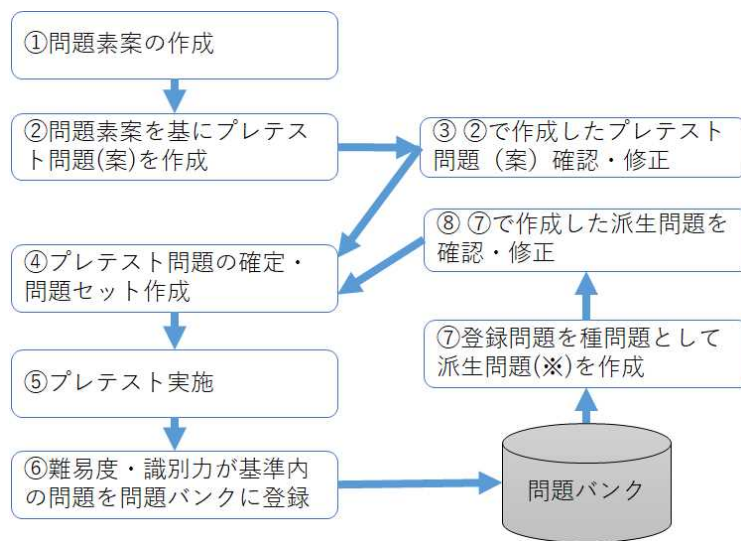 ①問題素案の作成
②問題素案を基にプレテス
ト問題(案)を作成
③ ②で作成したプレテスト
問題（案）確認・修正
④プレテスト問題の確定・
問題セット作成
⑧ ⑦で作成した派生問題を
確認・修正
⑤プレテスト実施
⑦登録問題を種問題として
派生問題(※)を作成
⑥難易度・識別力が基準内
の問題を問題バンクに登録
問題バンク